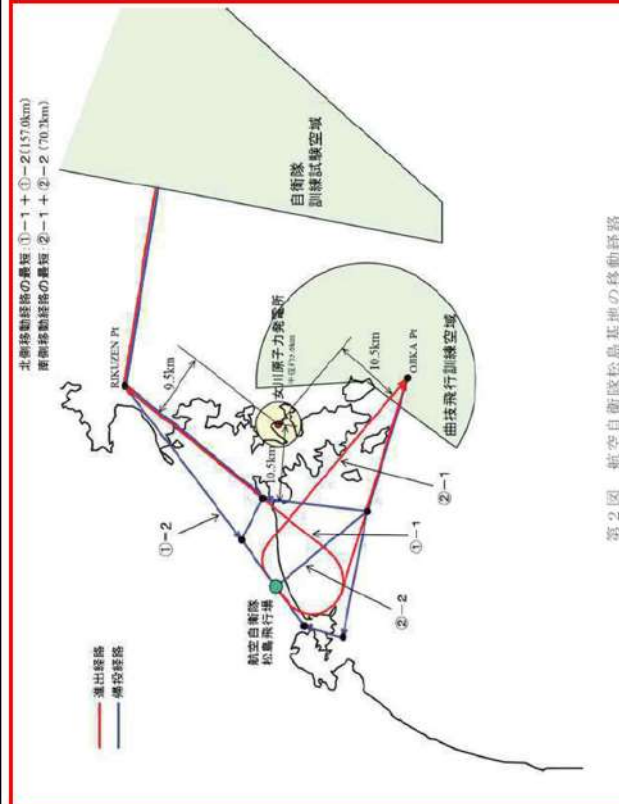 北側移動経路の最短:①−1 + ①−2(157.0km)
南側移動経路の最短:②−1 + ②−2 (70.2km)
進出経路
帰投経路
RIKUZEN Pt
9.5km
①−2
自衛隊
訓練試験空域
女川原子力発電所
10.5km
10.5km
航空自衛隊
松島飛行場
OJIKA Pt
曲技飛行訓練空域
②−1
①−1
②−2
第2図 航空自衛隊松島基地の移動経路